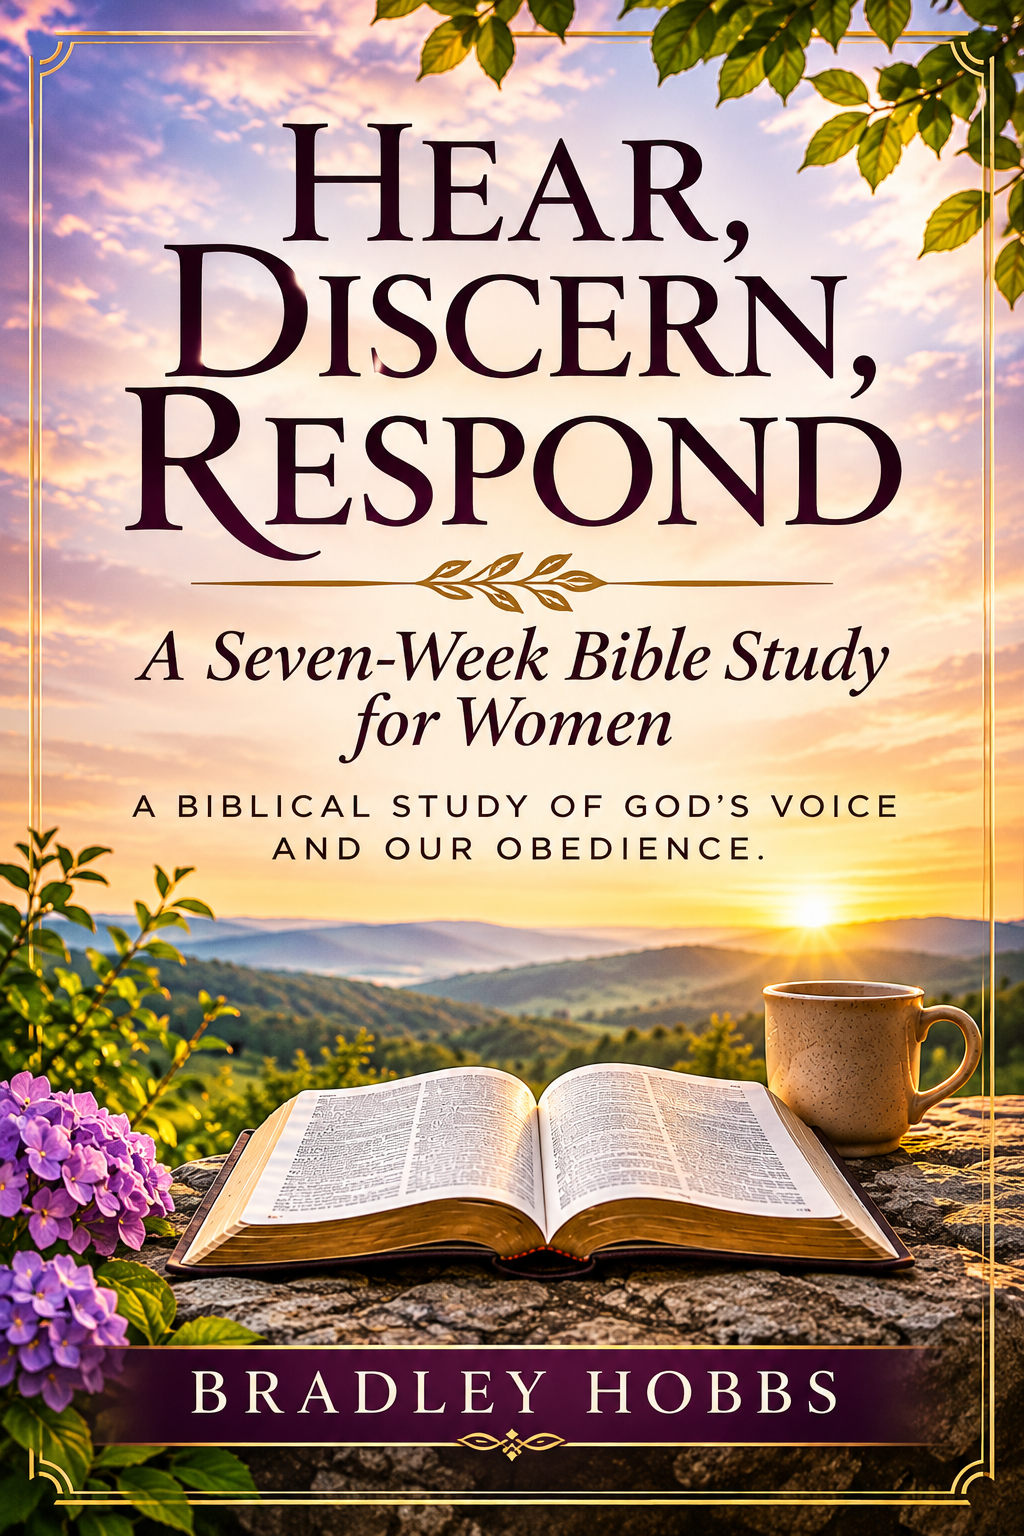 HEAR,
DISCERN,
RESPOND
A Seven-Week Bible Study
for Women
A BIBLICAL STUDY OF GOD'S VOICE
AND OUR OBEDIENCE.
BRADLEY HOBBS